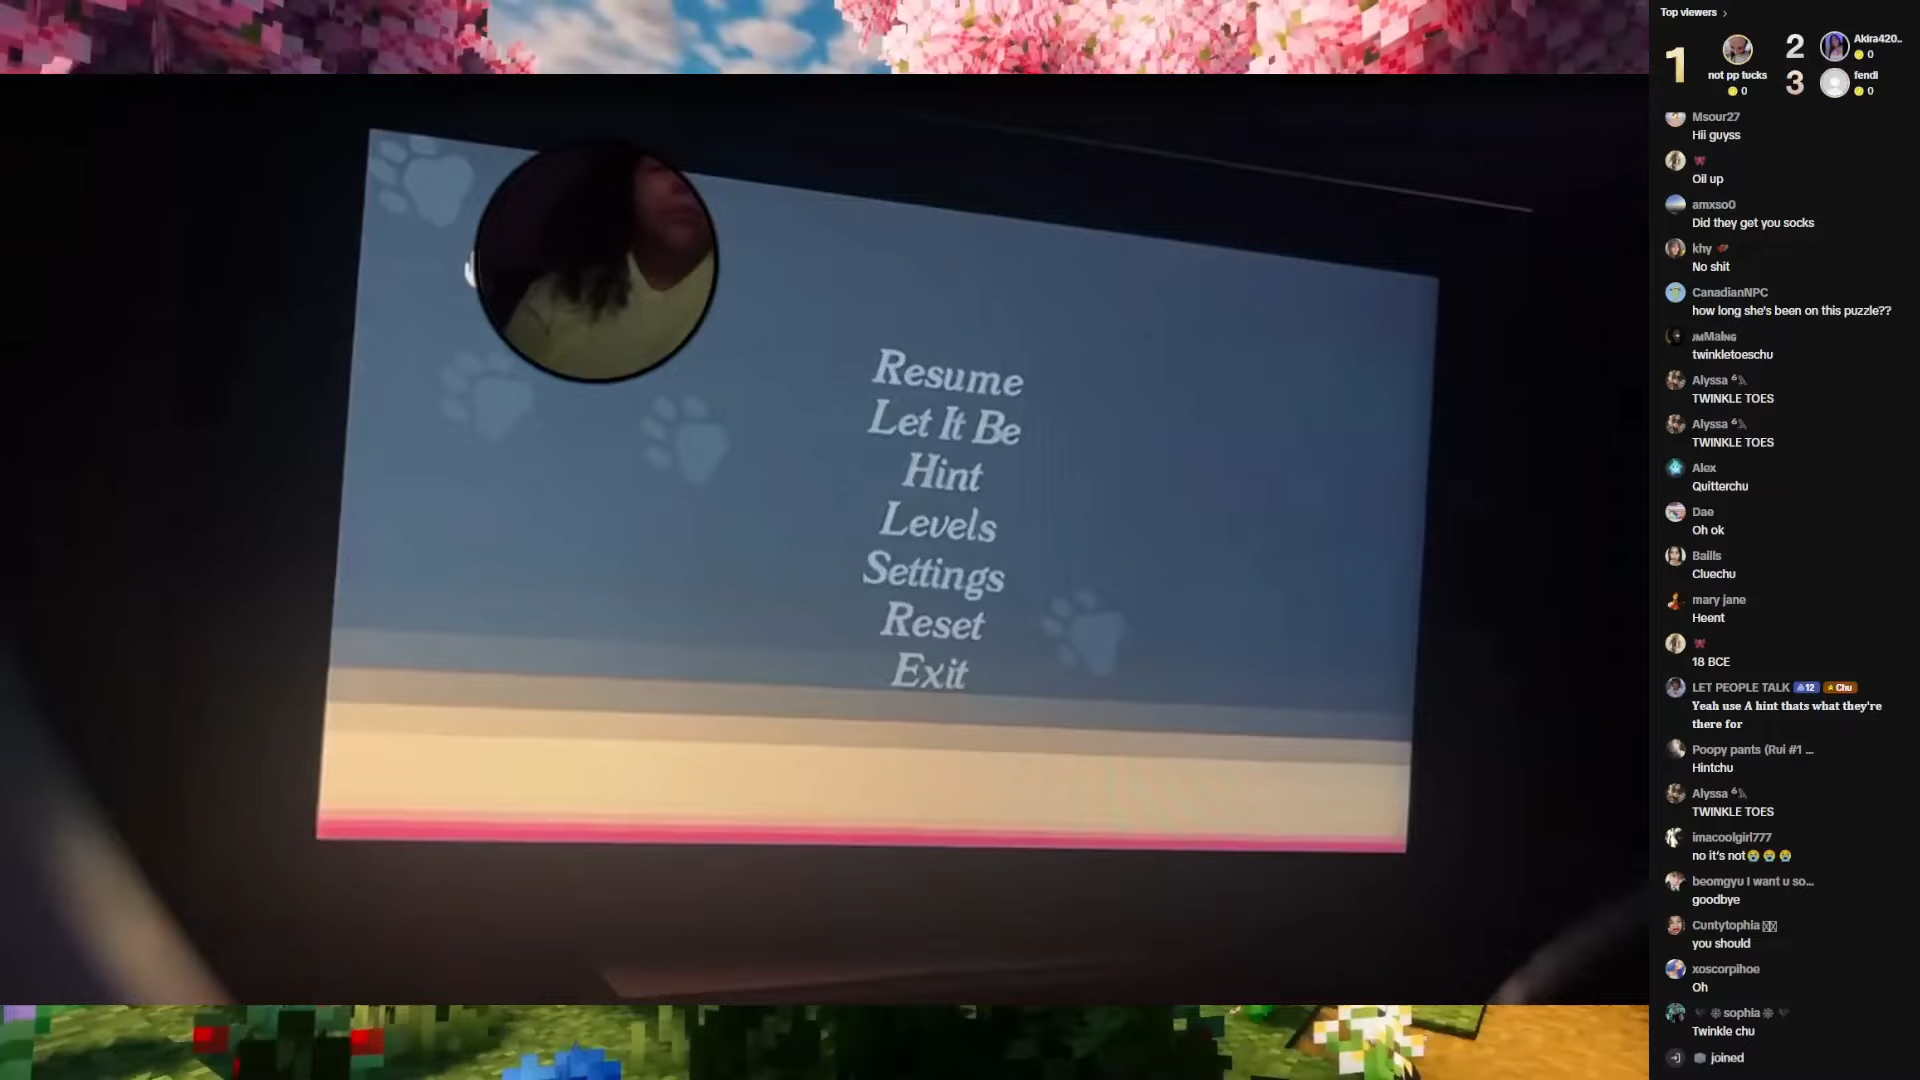 Resume
Let It Be
Hint
Levels
Settings
Reset
Exit
Top viewers
1
not pp tucks
0
2
Akira420..
0
3
fendi
0
Msour27
Hii guyss
Oil up
amxso0
Did they get you socks
khy
No shit
CanadianNPC
how long she's been on this puzzle??
twinkletoeschu
Alyssa
TWINKLE TOES
Alyssa
TWINKLE TOES
Alex
Quitterchu
Dae
Oh ok
Baills
Cluechu
mary jane
Heent
18 BCE
LET PEOPLE TALK 12 Chu
Yeah use A hint thats what they're
there for
Poopy pants (Rui #1 ...
Hintchu
Alyssa
TWINKLE TOES
imacoolgirl777
no it's not😭😭😭
beomgyu I want u so...
goodbye
Cuntytophia
you should
xoscorpihoe
Oh
sophia
Twinkle chu
joined